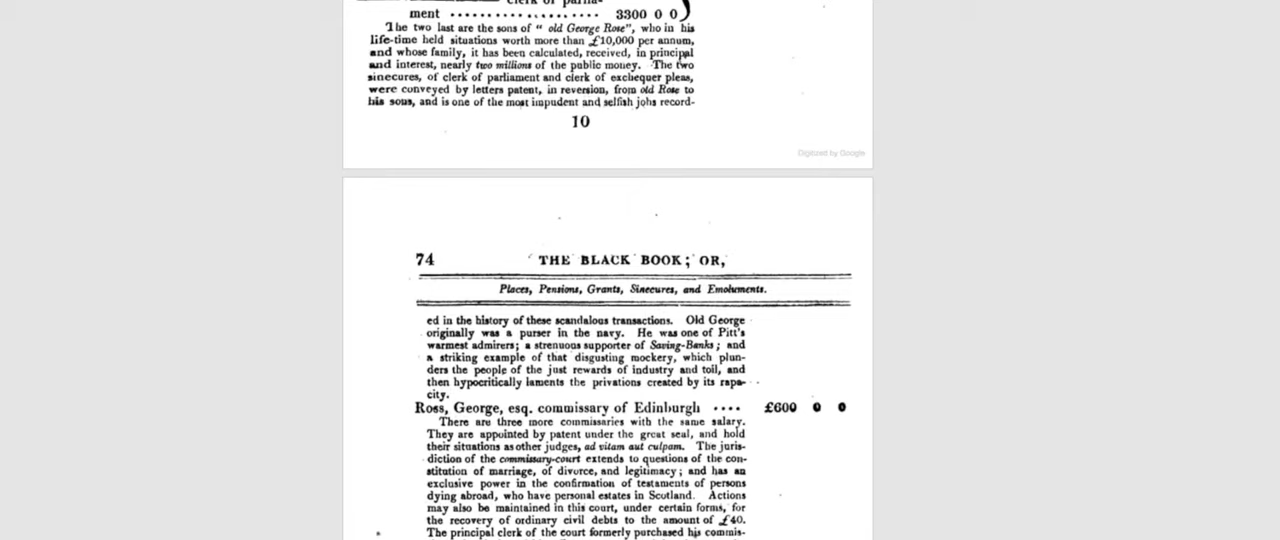 clerk of parlia-
ment .................. 3300 0 0)
The two last are the sons of " old George Rose", who in his
life-time held situations worth more than £10,000 per annum,
and whose family, it has been calculated, received, in principal
and interest, nearly two millions of the public money. The two
sinecures, of clerk of parliament and clerk of exchequer pleas,
were conveyed by letters patent, in reversion, from old Rose to
his sons, and is one of the most impudent and selfish jobs record-
10
Digitized by Google
74 THE BLACK BOOK; OR,
Places, Pensions, Grants, Sinecures, and Emoluments.
ed in the history of these scandalous transactions. Old George
originally was a purser in the navy. He was one of Pitt's
warmest admirers; a strenuous supporter of Saving-Banks; and
a striking example of that disgusting mockery, which plun-
ders the people of the just rewards of industry and toil, and
then hypocritically laments the privations created by its rapa-
city.
Ross, George, esq. commissary of Edinburgh .... £600 0 0
There are three more commissaries with the same salary.
They are appointed by patent under the great seal, and hold
their situations as other judges, ad vitam aut culpam. The juris-
diction of the commissary-court extends to questions of the con-
stitution of marriage, of divorce, and legitimacy; and has an
exclusive power in the confirmation of testaments of persons
dying abroad, who have personal estates in Scotland. Actions
may also be maintained in this court, under certain forms, for
the recovery of ordinary civil debts to the amount of £40.
The principal clerk of the court formerly purchased his commis-